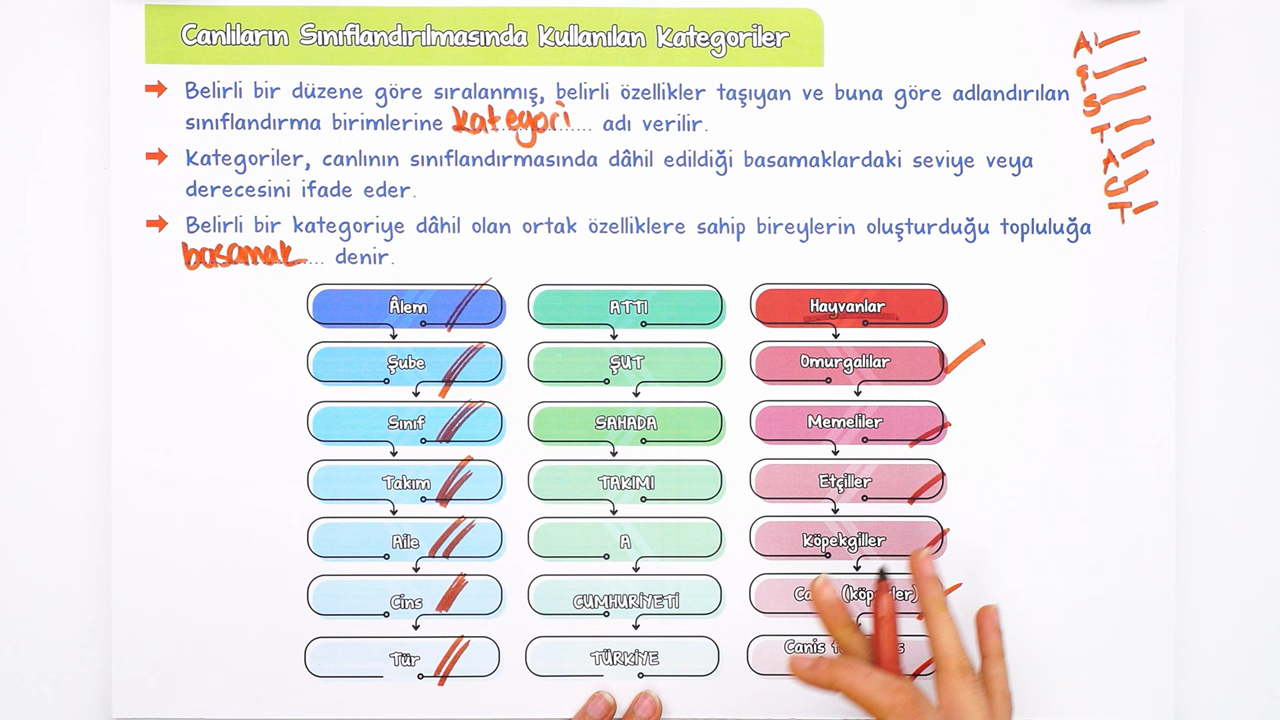 Canlıların Sınıflandırılmasında Kullanılan Kategoriler
Belirli bir düzene göre sıralanmış, belirli özellikler taşıyan ve buna göre adlandırılan
sınıflandırma birimlerine kategori adı verilir.
Kategoriler, canlının sınıflandırmasında dâhil edildiği basamaklardaki seviye veya
derecesini ifade eder.
Belirli bir kategoriye dâhil olan ortak özelliklere sahip bireylerin oluşturduğu topluluğa
basamak denir.
A
Ş
S
T
A
C
T
Âlem
ATTI
Hayvanlar
Şube
ŞUT
Omurgalılar
Sınıf
SAHADA
Memeliler
Takım
TAKIMI
Etçiller
Aile
A
Köpekgiller
Cins
CUMHURİYETİ
Tür
TÜRKİYE
Canis